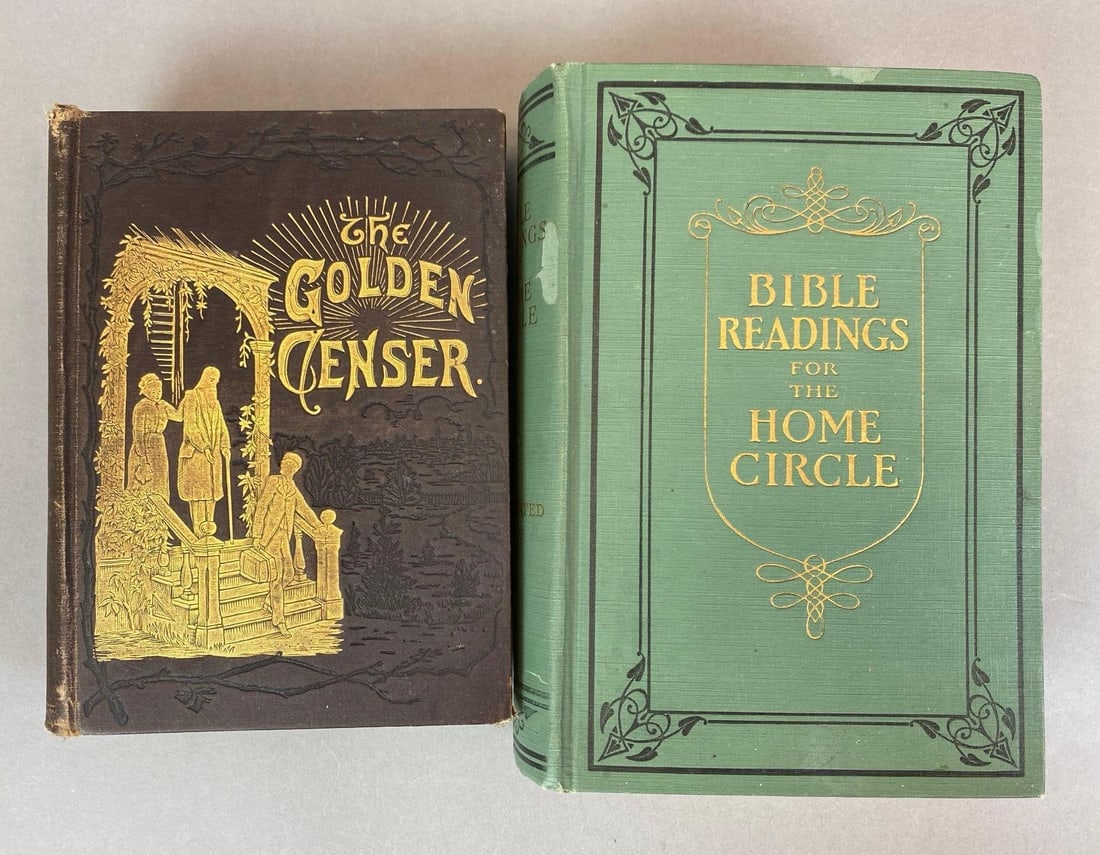 The
GOLDEN
CENSER.
BIBLE
READINGS
FOR
THE
HOME
CIRCLE